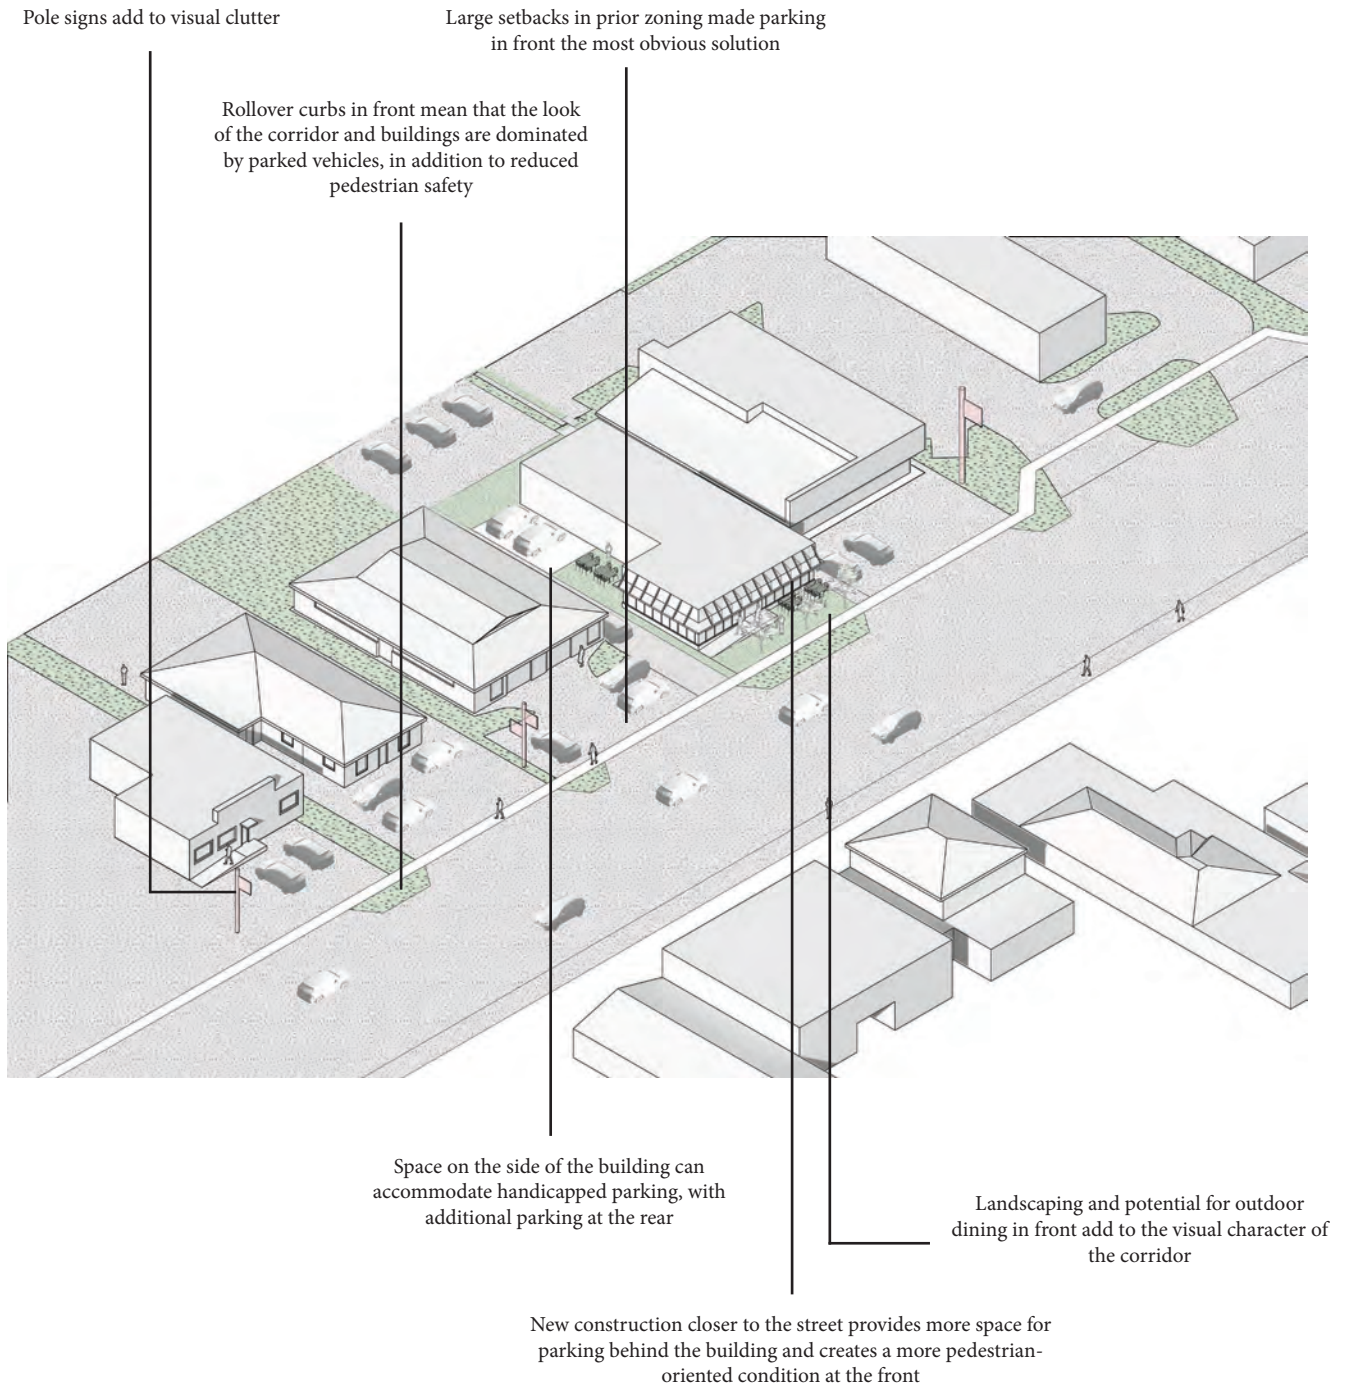 Pole signs add to visual clutter
Large setbacks in prior zoning made parking
in front the most obvious solution
Rollover curbs in front mean that the look
of the corridor and buildings are dominated
by parked vehicles, in addition to reduced
pedestrian safety
Space on the side of the building can
accommodate handicapped parking, with
additional parking at the rear
Landscaping and potential for outdoor
dining in front add to the visual character of
the corridor
New construction closer to the street provides more space for
parking behind the building and creates a more pedestrian-
oriented condition at the front